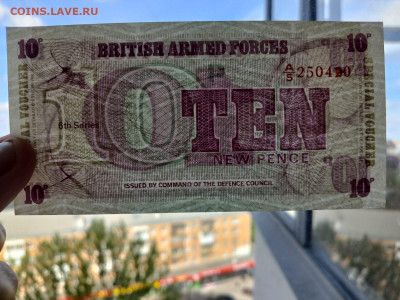 COINS.LAVE.RU
10P BRITISH ARMED FORCES 10P
A/S 250420
SPECIAL VOUCHER
10 TEN
6th Series
NEW PENCE
10P ISSUED BY COMMAND OF THE DEFENCE COUNCIL 10P